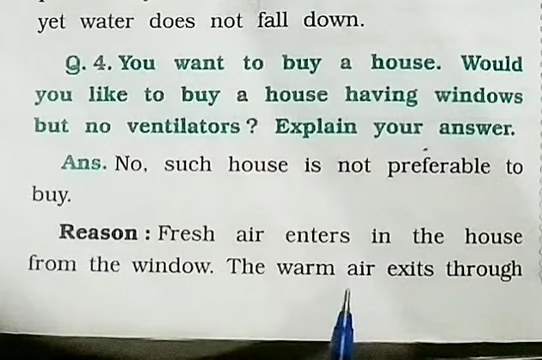 yet water does not fall down.
Q. 4. You want to buy a house. Would
you like to buy a house having windows
but no ventilators? Explain your answer.
Ans. No, such house is not preferable to
buy.
Reason : Fresh air enters in the house
from the window. The warm air exits through